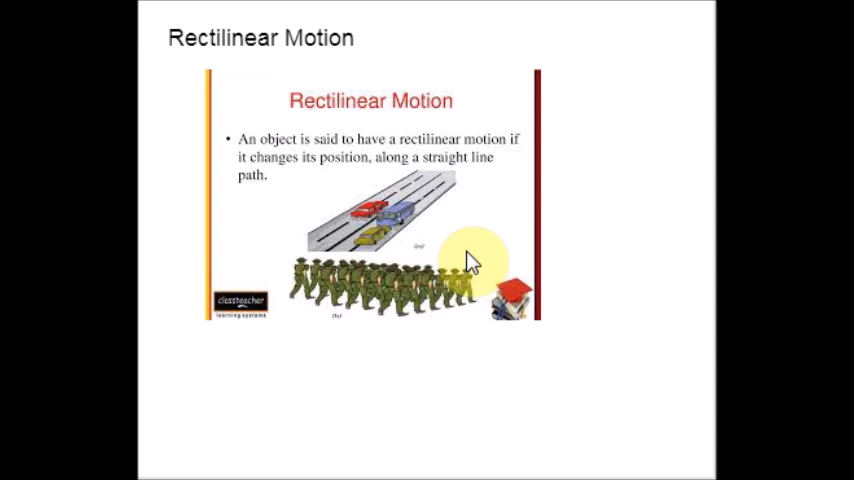 Rectilinear Motion
Rectilinear Motion
• An object is said to have a rectilinear motion if
it changes its position, along a straight line
path.
(a)
(b)
classteacher
learning systems